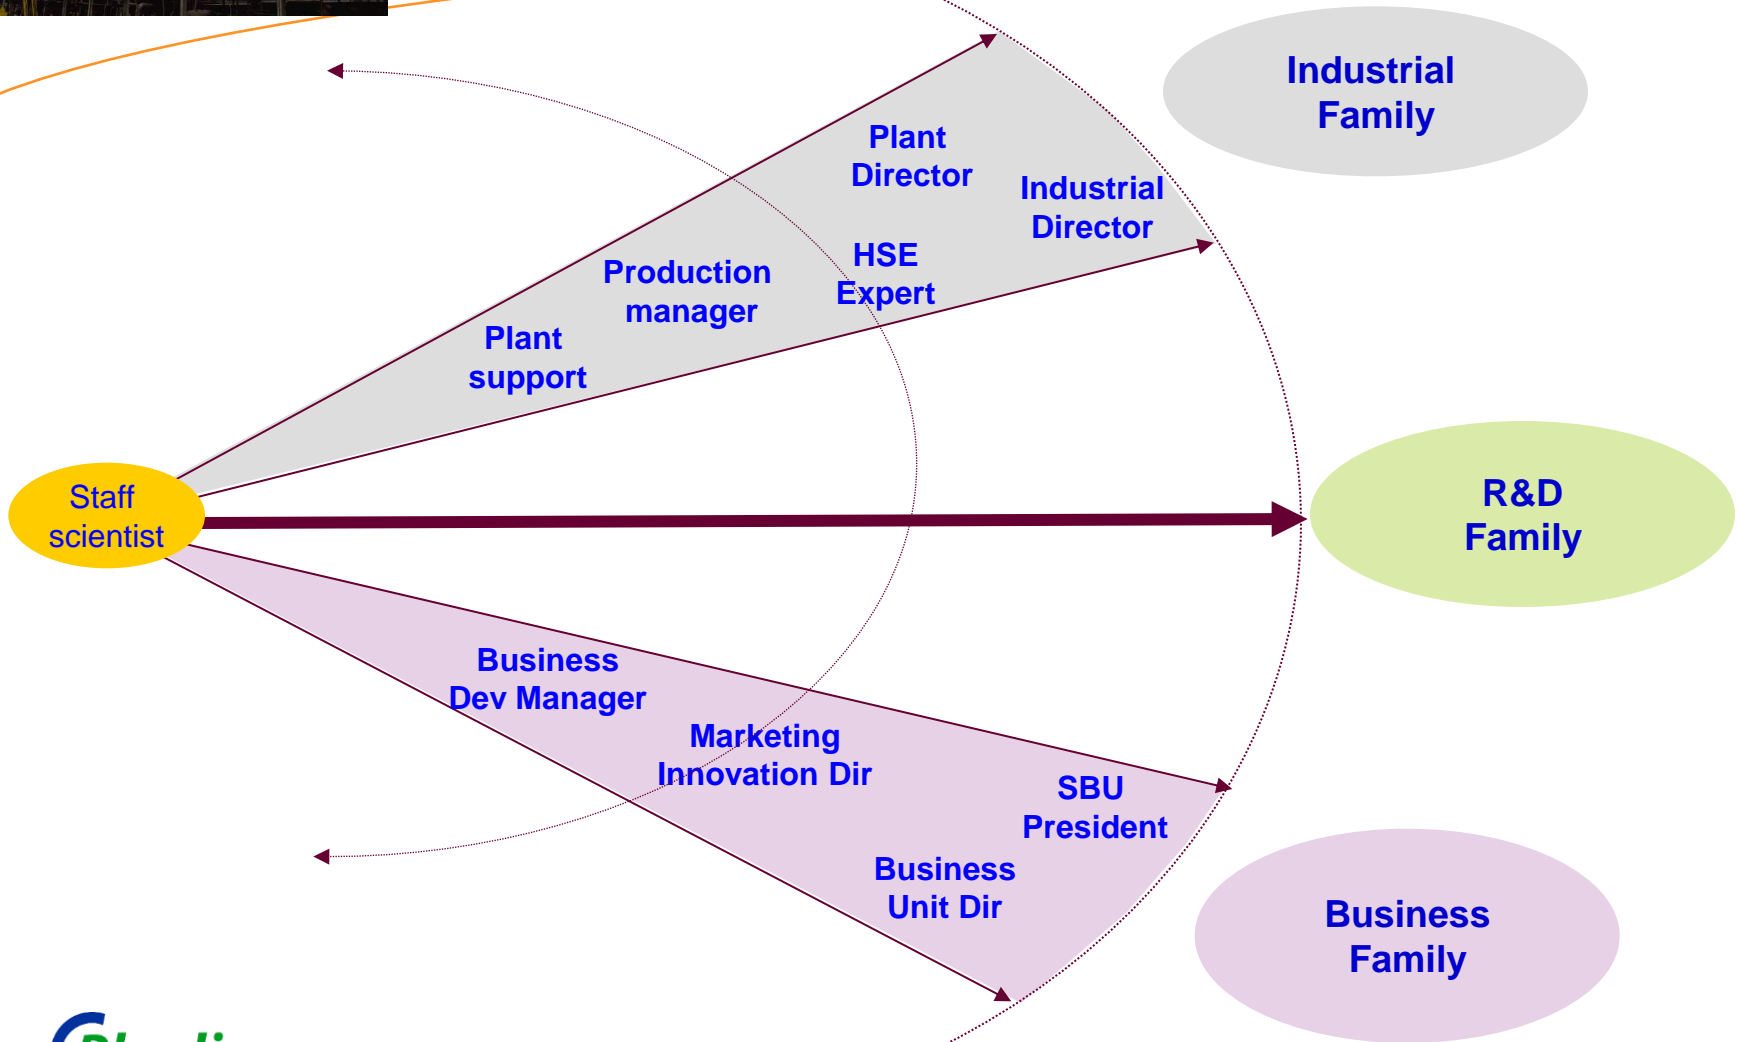 Industrial
Family
Plant
Director
Industrial
Director
HSE
Expert
Production
manager
Plant
support
Staff
scientist
R&D
Family
Business
Dev Manager
Marketing
Innovation Dir
SBU
President
Business
Unit Dir
Business
Family